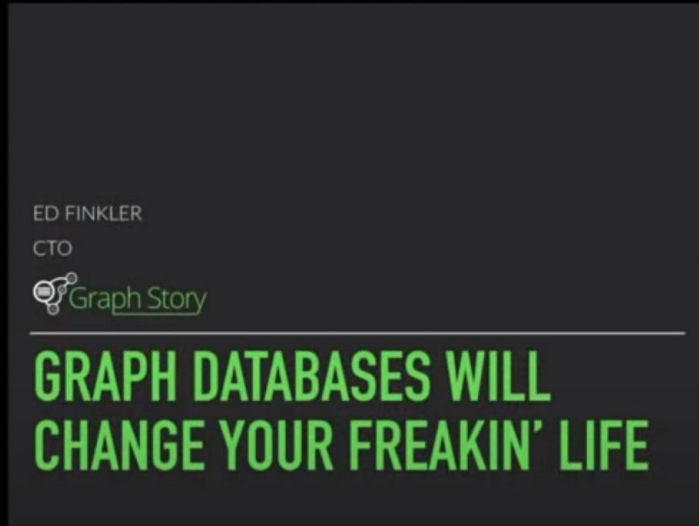 ED FINKLER
CTO
Graph Story
GRAPH DATABASES WILL
CHANGE YOUR FREAKIN’ LIFE